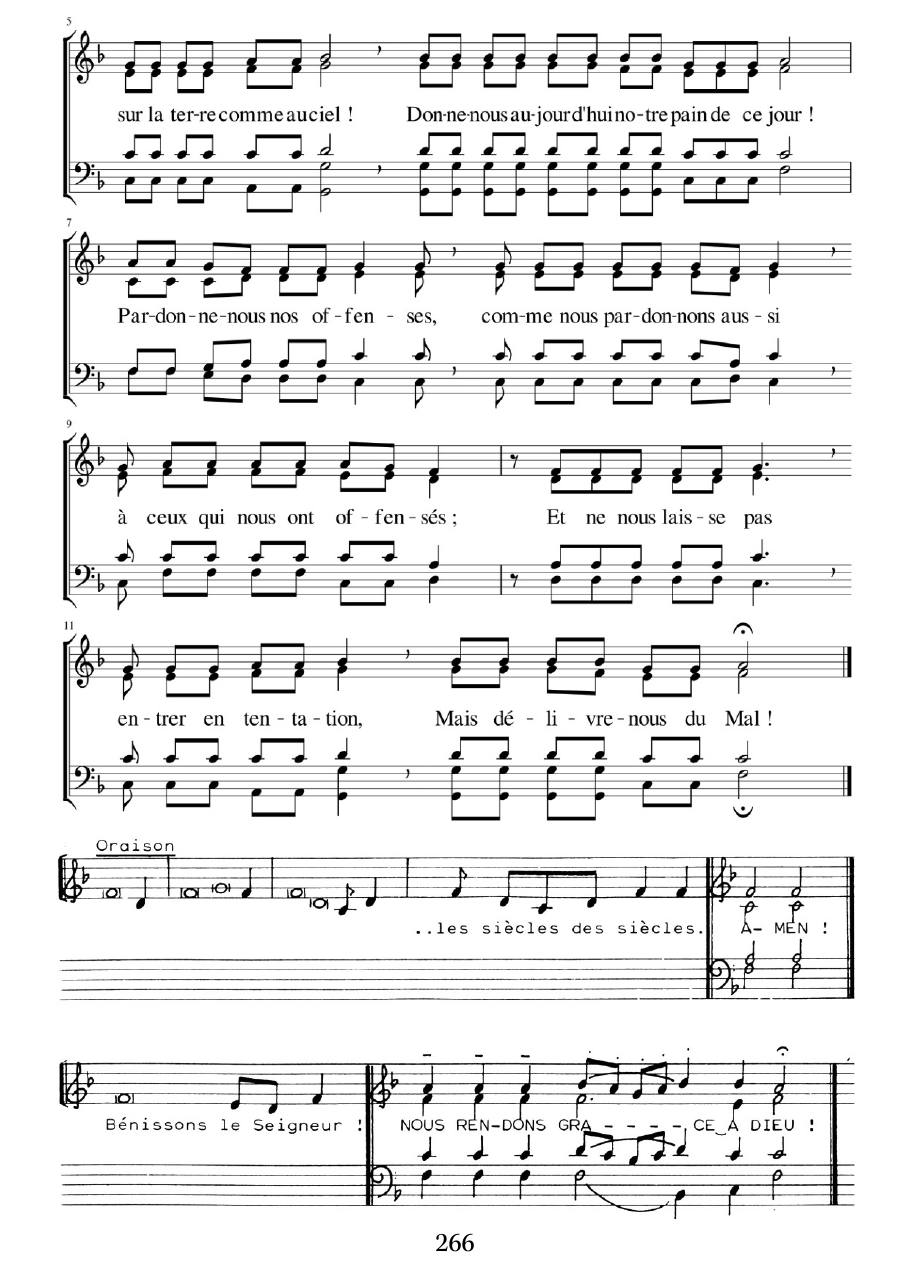 5
sur la ter-re comme au ciel ! Don-ne-nous au-jour d'hui no-tre pain de ce jour !
7
Par-don-ne-nous nos of-fen-ses, com-me nous par-don-nons aus-si
9
à ceux qui nous ont of-fen-sés ; Et ne nous lais-se pas
11
en-trer en ten-ta-tion, Mais dé-li-vre-nous du Mal !
Oraison
..les siècles des siècles. A- MEN !
Bénissons le Seigneur ! NOUS REN-DONS GRA - - - - CE A DIEU !
266